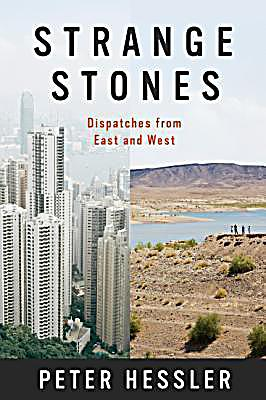 STRANGE
STONES
Dispatches from
East and West
PETER HESSLER